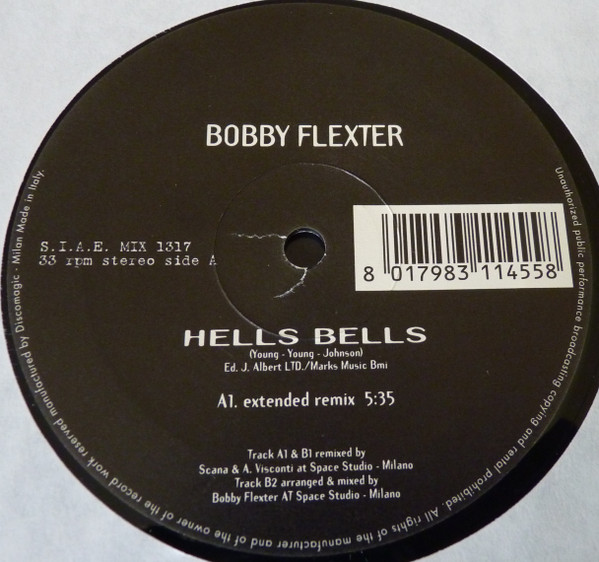 BOBBY FLEXTER
S.I.A.E. MIX 1317
33 rpm stereo side A
8 017983 114558
HELLS BELLS
(Young - Young - Johnson)
Ed. J. Albert LTD./Marks Music Bmi
A1. extended remix 5:35
Track A1 & B1 remixed by
Scana & A. Visconti at Space Studio - Milano
Track B2 arranged & mixed by
Bobby Flexter AT Space Studio - Milano
Unauthorized public performance broadcasting copying and rental prohibited. All rights of the manufacturer and of the owner of the record work reserved manufactured by Discomagic - Milan Made in Italy.